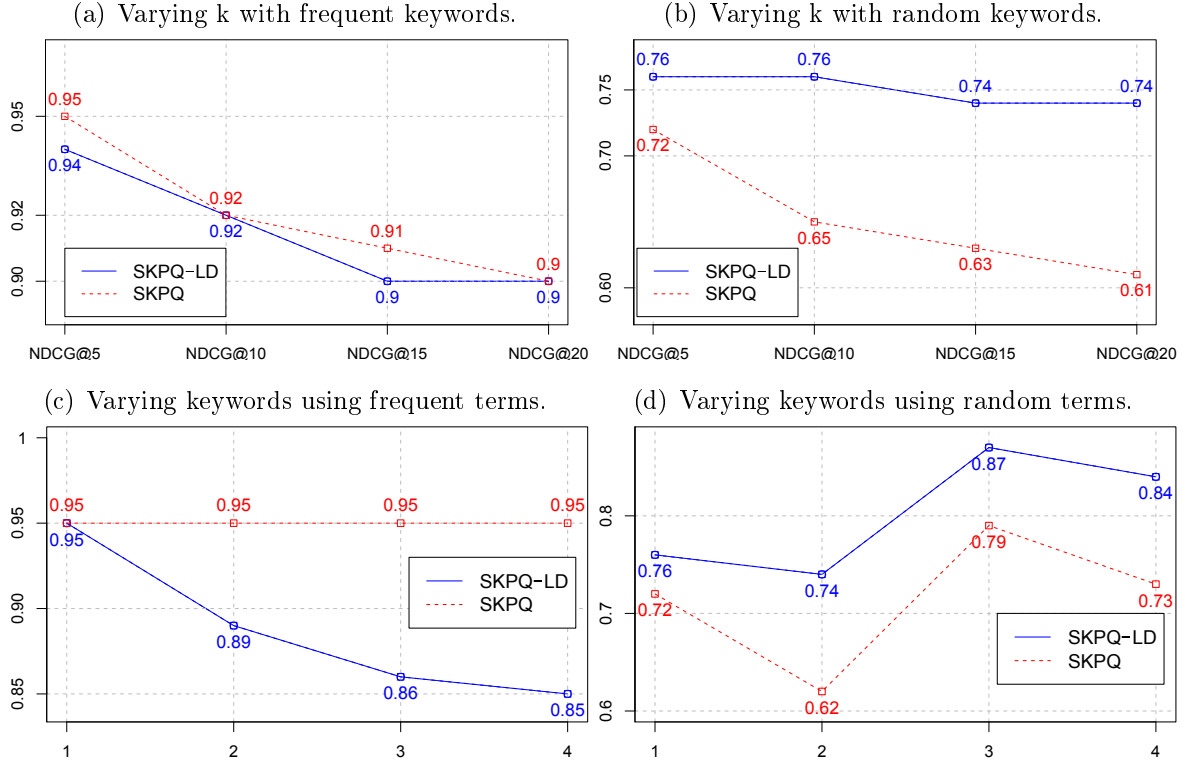 (a) Varying k with frequent keywords.
0.95
0.92
0.90
0.95
0.94
0.92
0.92
0.91
0.9
0.9
0.9
SKPQ-LD
SKPQ
NDCG@5 NDCG@10 NDCG@15 NDCG@20
(b) Varying k with random keywords.
0.75
0.70
0.60
0.76 0.76 0.74 0.74
0.72
0.65
0.63
0.61
SKPQ-LD
SKPQ
NDCG@5 NDCG@10 NDCG@15 NDCG@20
(c) Varying keywords using frequent terms.
1
0.95
0.90
0.85
0.95 0.95 0.95 0.95
0.95
0.89
0.86
0.85
SKPQ-LD
SKPQ
1 2 3 4
(d) Varying keywords using random terms.
0.8
0.7
0.6
0.87
0.84
0.76
0.74
0.79
0.72
0.73
0.62
SKPQ-LD
SKPQ
1 2 3 4